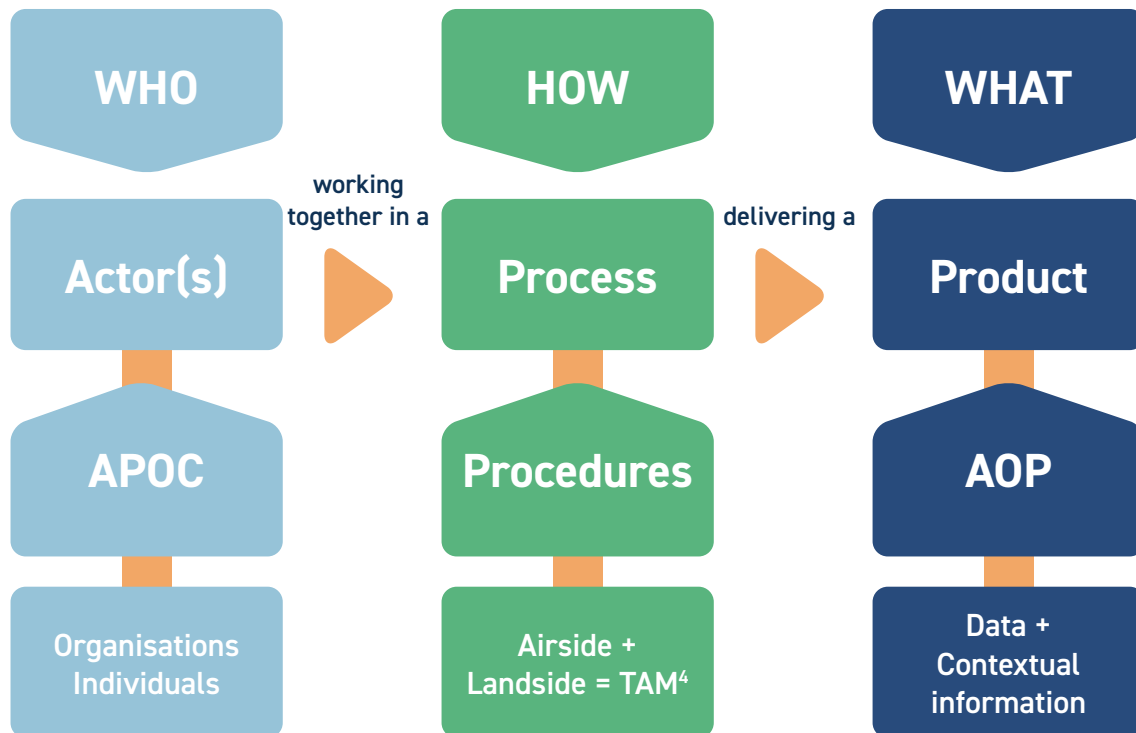 WHO
HOW
WHAT
working
together in a
delivering a
Actor(s)
Process
Product
APOC
Procedures
AOP
Organisations
Individuals
Airside +
Landside = TAM⁴
Data +
Contextual
information